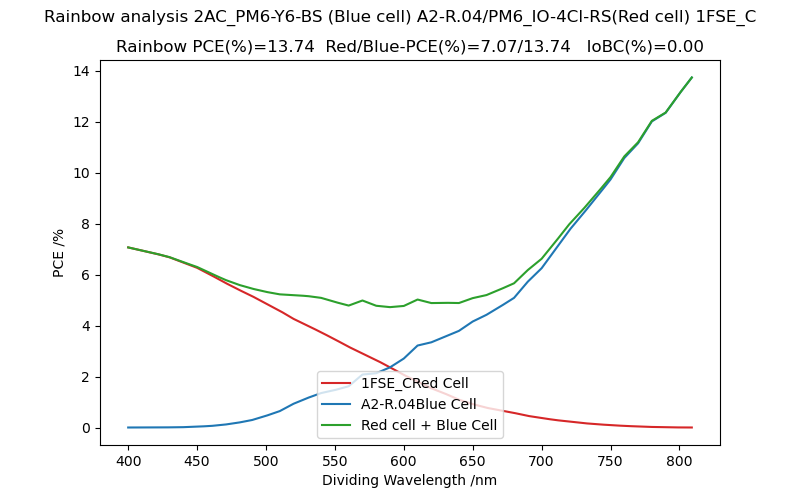 Rainbow analysis 2AC_PM6-Y6-BS (Blue cell) A2-R.04/PM6_IO-4Cl-RS(Red cell) 1FSE_C
Rainbow PCE(%)=13.74  Red/Blue-PCE(%)=7.07/13.74   IoBC(%)=0.00
PCE /%
14
12
10
8
6
4
2
0
1FSE_CRed Cell
A2-R.04Blue Cell
Red cell + Blue Cell
400 450 500 550 600 650 700 750 800
Dividing Wavelength /nm